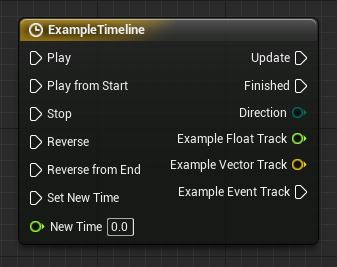 ExampleTimeline
Play
Update
Play from Start
Finished
Stop
Direction
Reverse
Example Float Track
Reverse from End
Example Vector Track
Set New Time
Example Event Track
New Time 0.0